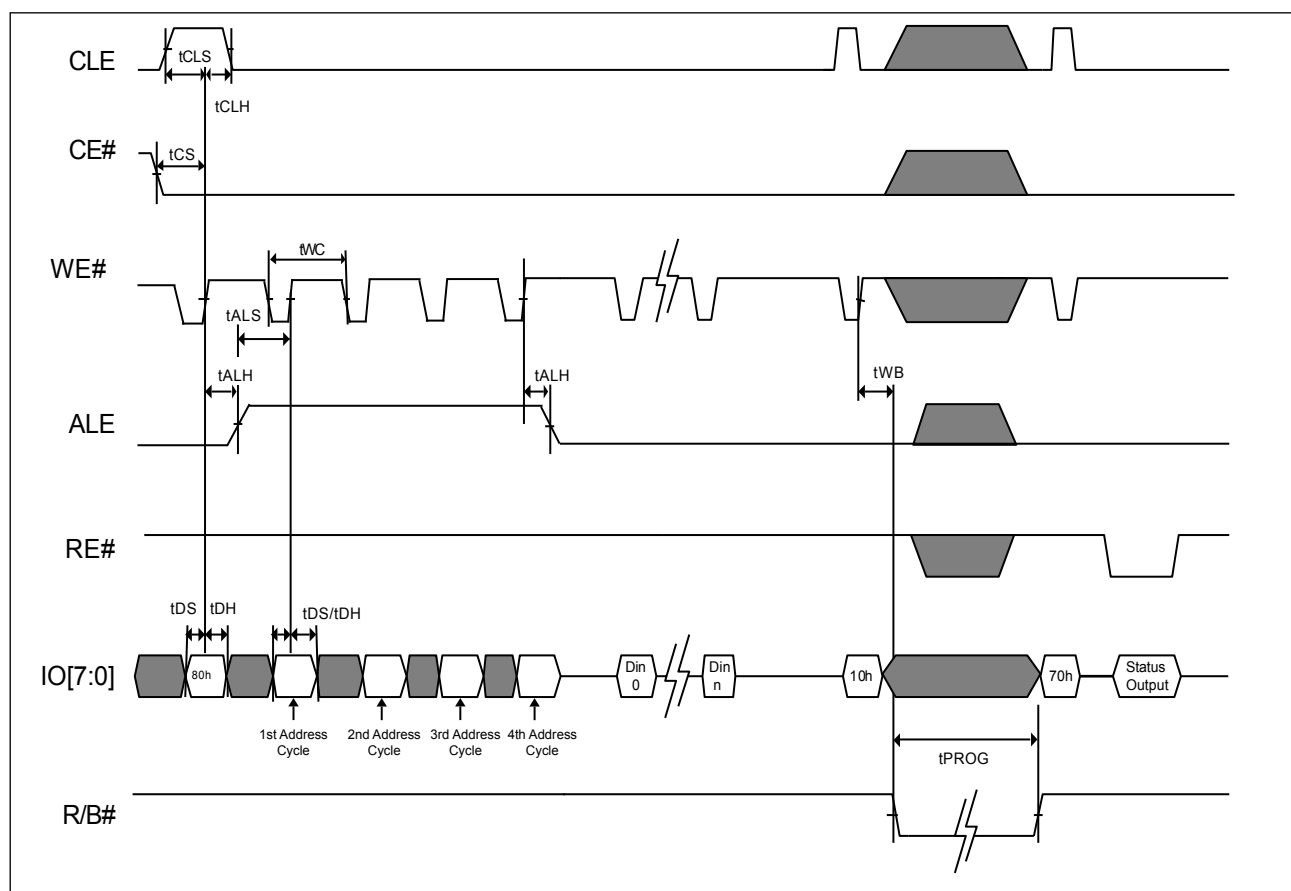 CLE
tCLS
tCLH
CE#
tCS
WE#
tWC
tALS
tALH
tALH
tWB
ALE
RE#
tDS
tDH
tDS/tDH
IO[7:0]
80h
Din
0
Din
n
10h
70h
Status
Output
1st Address
Cycle
2nd Address
Cycle
3rd Address
Cycle
4th Address
Cycle
tPROG
R/B#